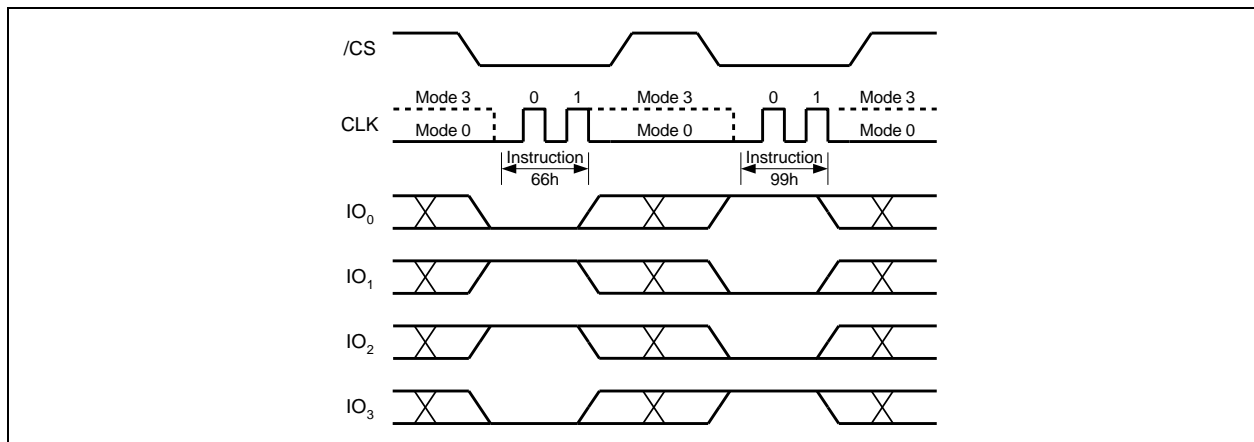 /CS
Mode 3 0 1 Mode 3 0 1 Mode 3
CLK
Mode 0 Mode 0 Mode 0
Instruction Instruction
66h 99h
IO0
IO1
IO2
IO3